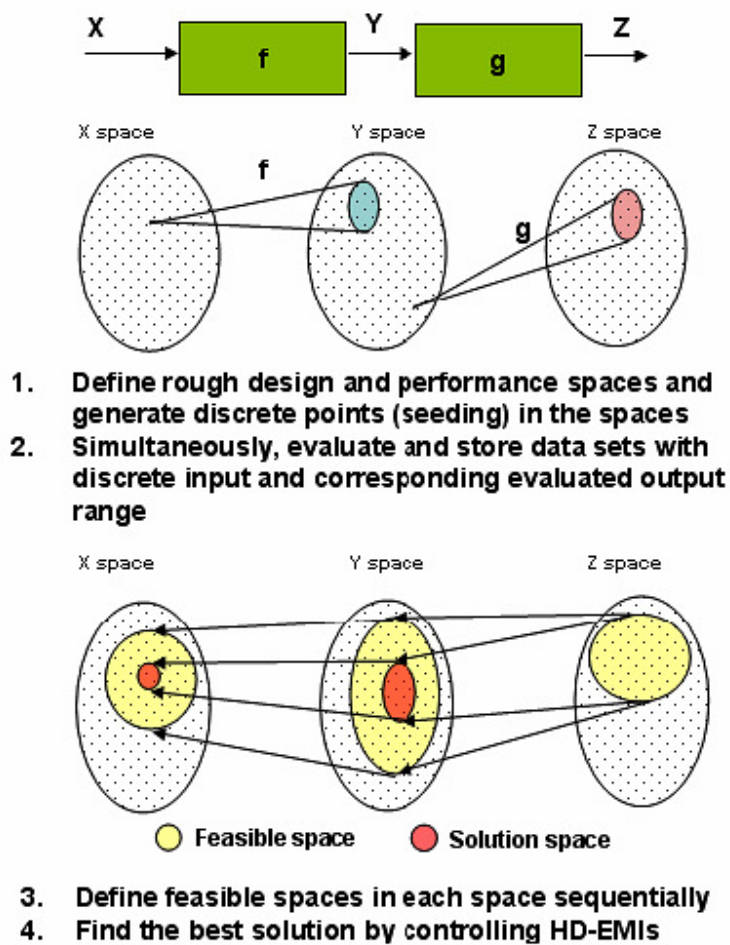 X Y Z
f g
X space Y space Z space
f
g
1. Define rough design and performance spaces and
generate discrete points (seeding) in the spaces
2. Simultaneously, evaluate and store data sets with
discrete input and corresponding evaluated output
range
X space Y space Z space
Feasible space Solution space
3. Define feasible spaces in each space sequentially
4. Find the best solution by controlling HD-EMIs